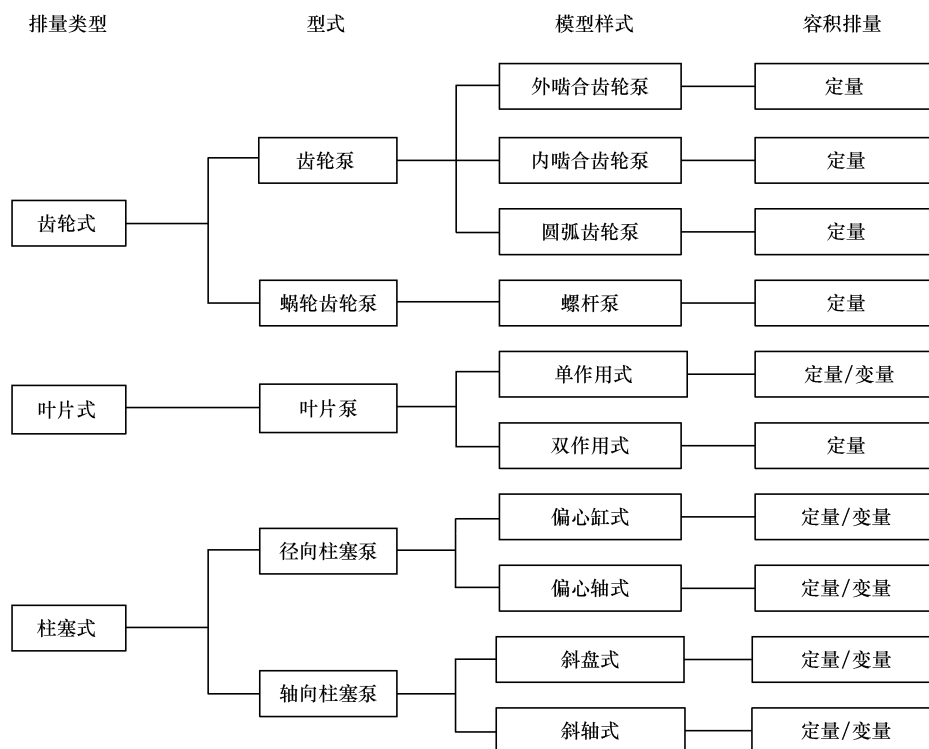 排量类型 型式 模型样式 容积排量
外啮合齿轮泵 定量
齿轮泵 内啮合齿轮泵 定量
齿轮式 圆弧齿轮泵 定量
蜗轮齿轮泵 螺杆泵 定量
单作用式 定量/变量
叶片式 叶片泵
双作用式 定量
偏心缸式 定量/变量
径向柱塞泵
偏心轴式 定量/变量
柱塞式
斜盘式 定量/变量
轴向柱塞泵
斜轴式 定量/变量